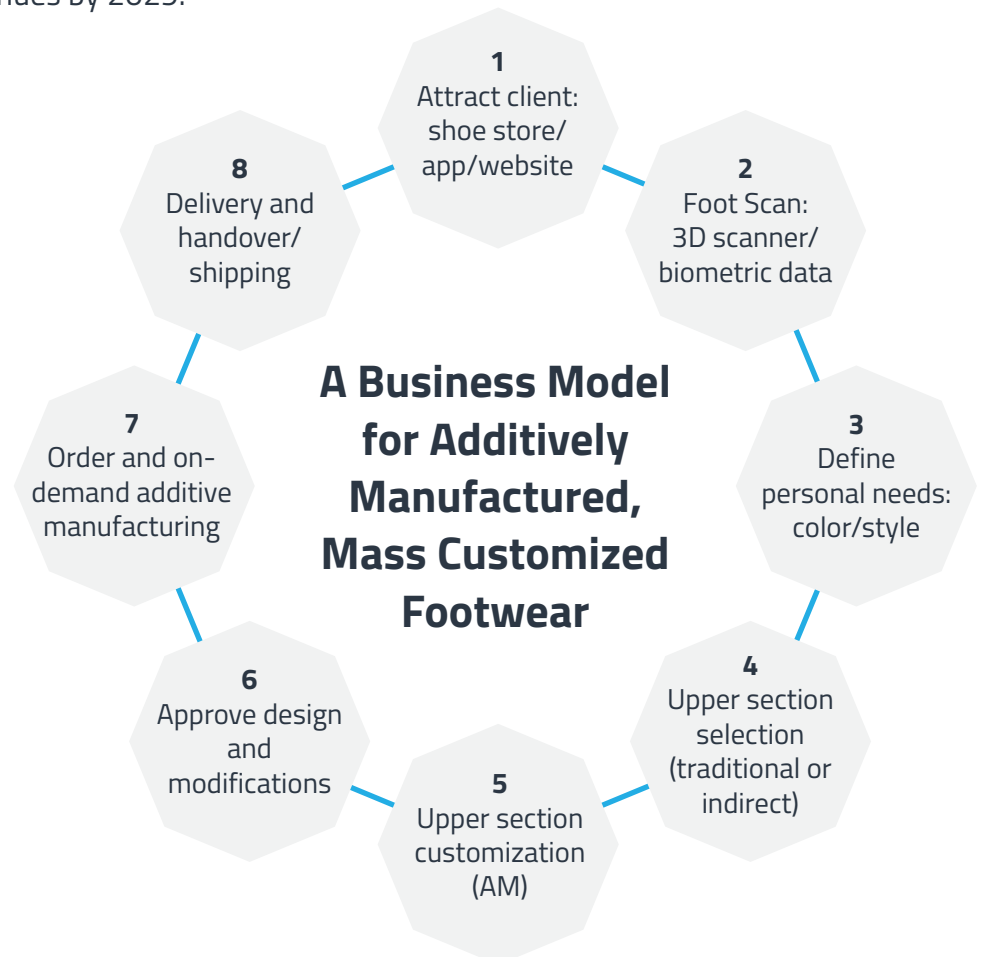 1
Attract client:
shoe store/
app/website
2
Foot Scan:
3D scanner/
biometric data
3
Define
personal needs:
color/style
4
Upper section
selection
(traditional or
indirect)
5
Upper section
customization
(AM)
6
Approve design
and
modifications
7
Order and on-
demand additive
manufacturing
8
Delivery and
handover/
shipping
A Business Model
for Additively
Manufactured,
Mass Customized
Footwear